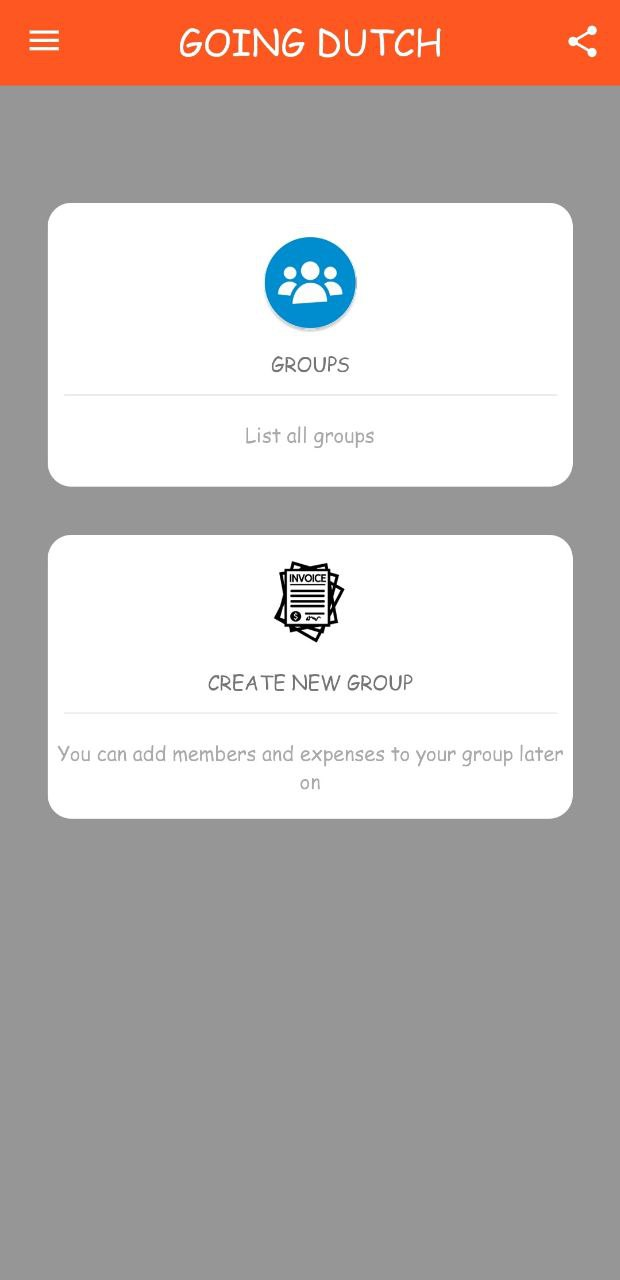 GOING DUTCH
GROUPS
List all groups
INVOICE
$
CREATE NEW GROUP
You can add members and expenses to your group later
on